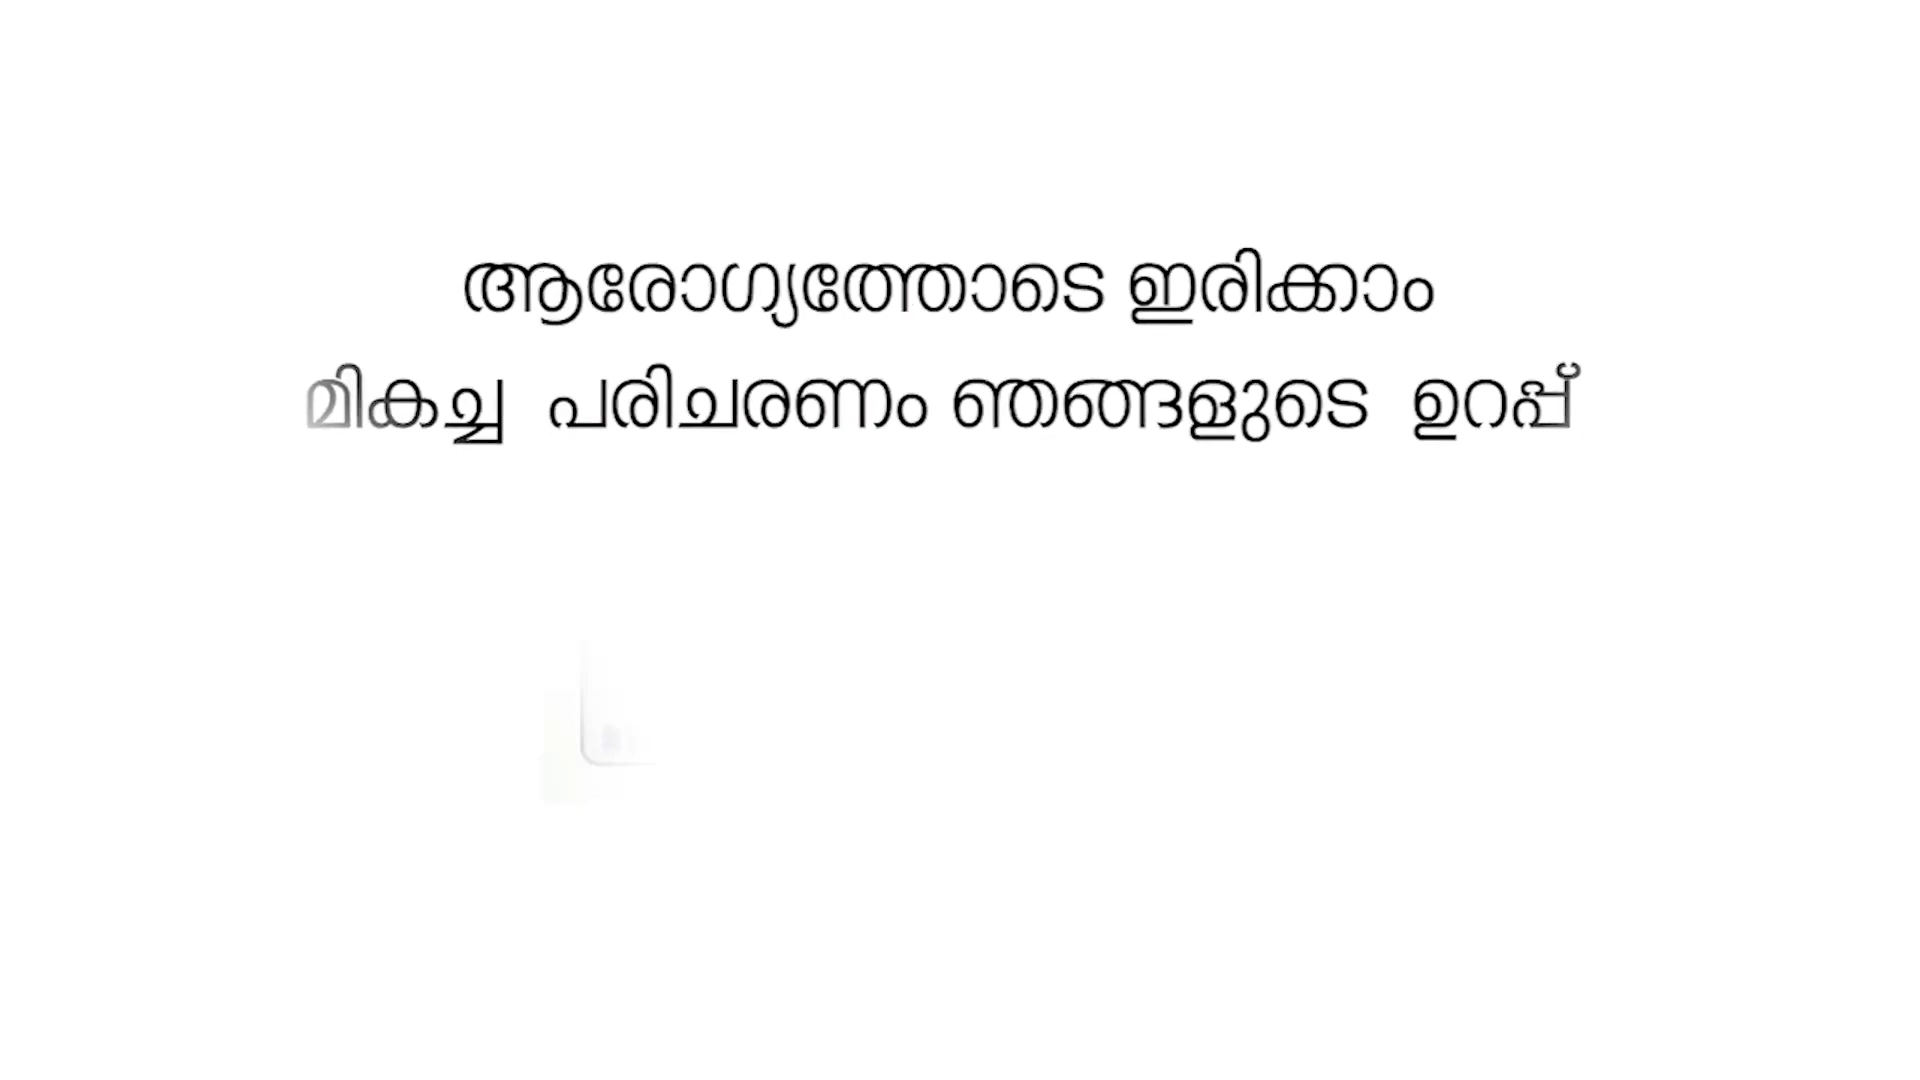 ആരോഗ്യത്തോടെ ഇരിക്കാം
മികച്ച പരിചരണം ഞങ്ങളുടെ ഉറപ്പ്